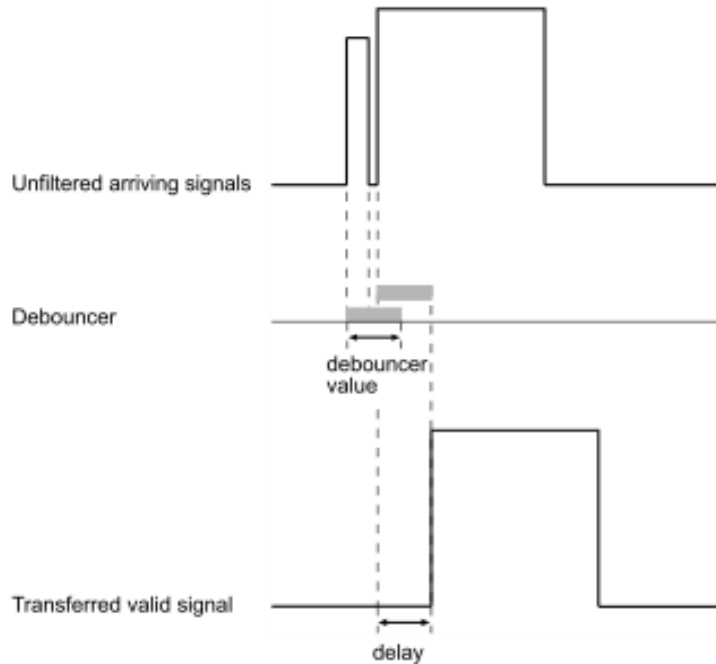 Unfiltered arriving signals
Debouncer
debouncer
value
Transferred valid signal
delay